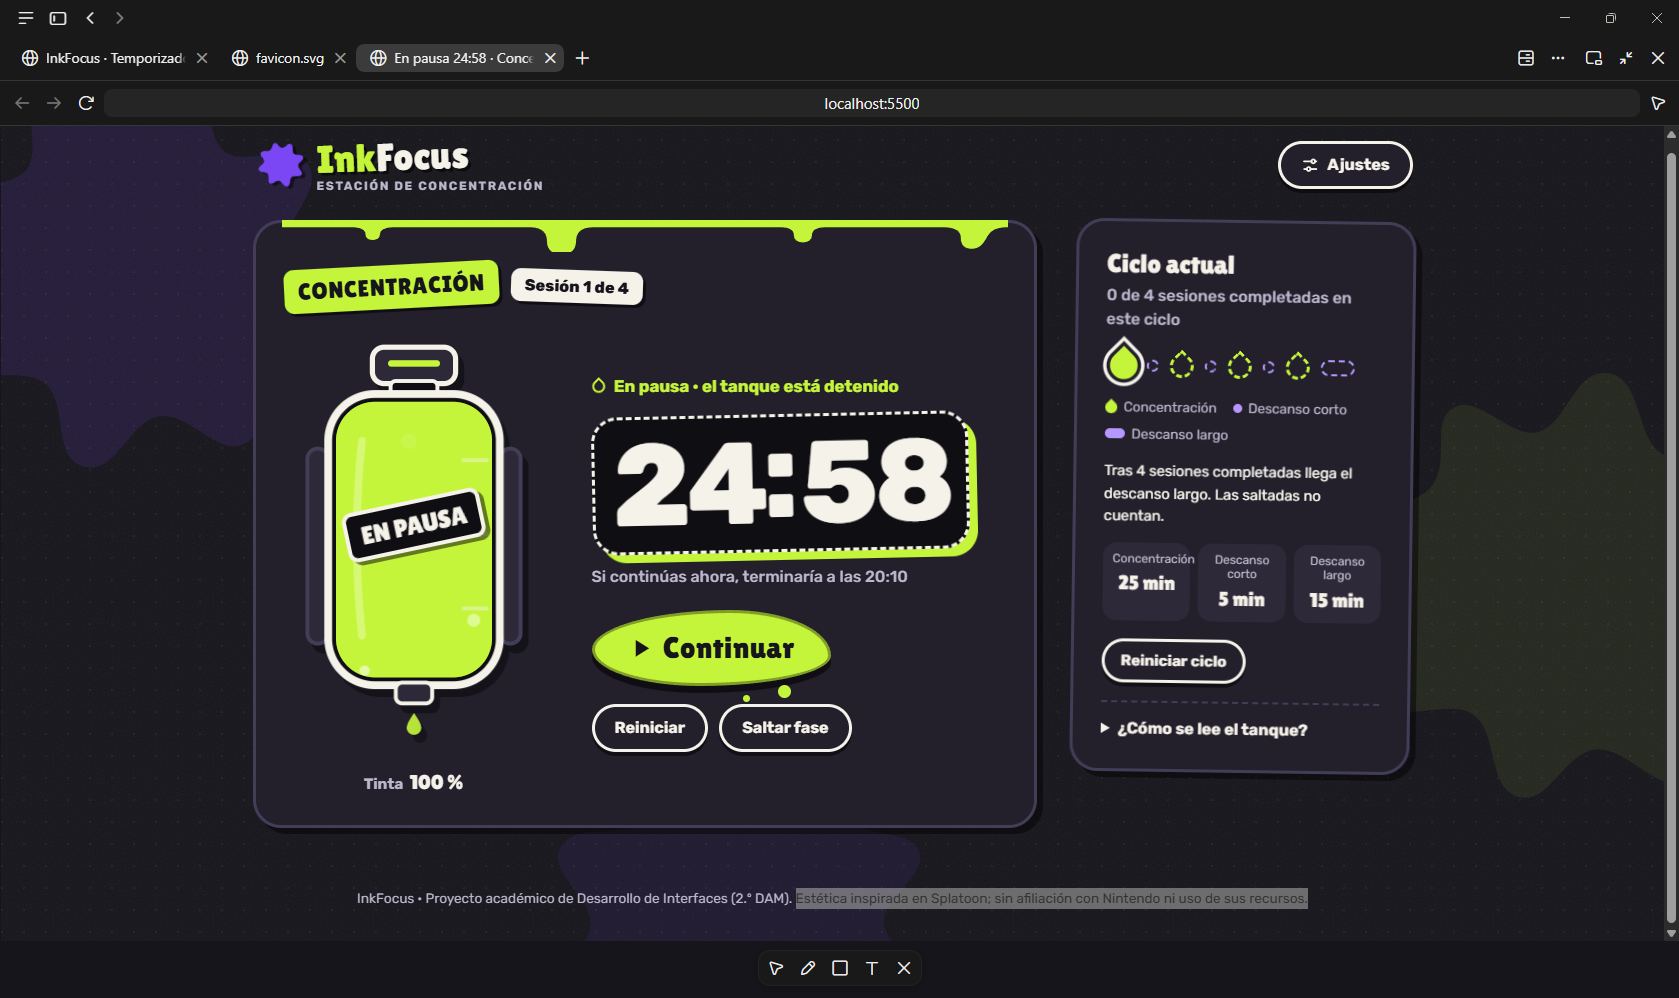 InkFocus · Temporizad
favicon.svg
En pausa 24:58 · Conc
localhost:5500
InkFocus
ESTACIÓN DE CONCENTRACIÓN
Ajustes
CONCENTRACIÓN
Sesión 1 de 4
EN PAUSA
Tinta 100 %
En pausa · el tanque está detenido
24:58
Si continúas ahora, terminaría a las 20:10
Continuar
Reiniciar
Saltar fase
Ciclo actual
0 de 4 sesiones completadas en
este ciclo
Concentración
Descanso corto
Descanso largo
Tras 4 sesiones completadas llega el
descanso largo. Las saltadas no
cuentan.
Concentración
25 min
Descanso
corto
5 min
Descanso
largo
15 min
Reiniciar ciclo
¿Cómo se lee el tanque?
InkFocus · Proyecto académico de Desarrollo de Interfaces (2.º DAM). Estética inspirada en Splatoon; sin afiliación con Nintendo ni uso de sus recursos.